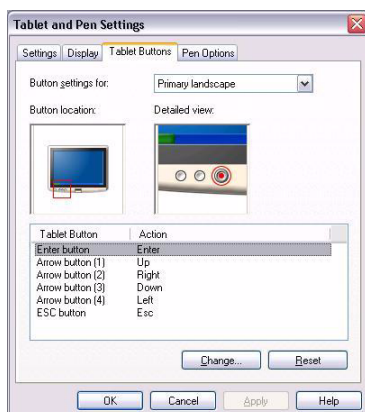 Tablet and Pen Settings
Settings Display Tablet Buttons Pen Options
Button settings for: Primary landscape
Button location: Detailed view:
Tablet Button Action
Enter button Enter
Arrow button (1) Up
Arrow button (2) Right
Arrow button (3) Down
Arrow button (4) Left
ESC button Esc
Change... Reset
OK Cancel Apply Help